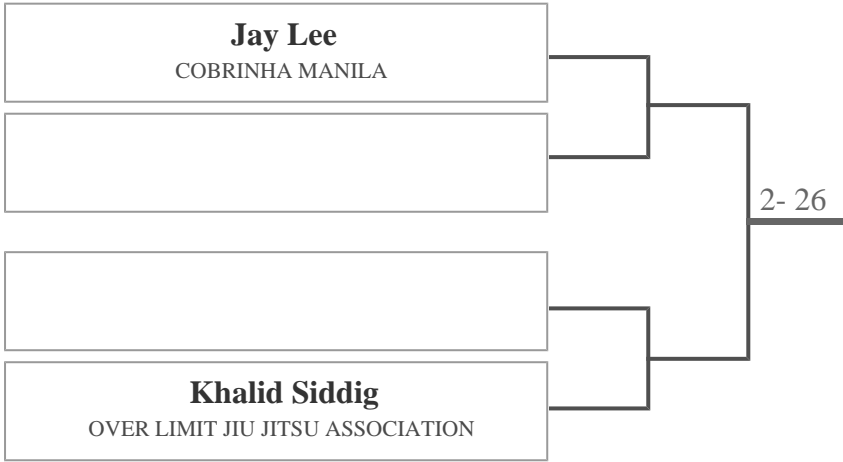 Jay Lee
COBRINHA MANILA
2- 26
Khalid Siddig
OVER LIMIT JIU JITSU ASSOCIATION